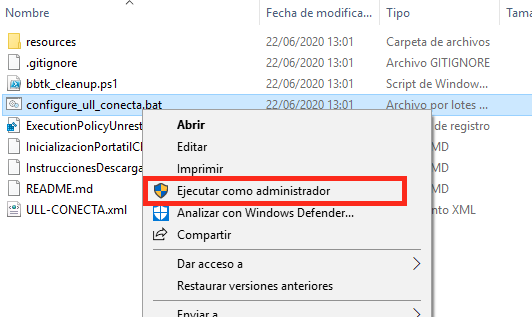 Nombre Fecha de modifica... Tipo
resources 22/06/2020 13:01 Carpeta de archivos
.gitignore 22/06/2020 13:01 Archivo GITIGNORE
bbtk_cleanup.ps1 22/06/2020 13:01 Script de Window...
configure_ull_conecta.bat 22/06/2020 13:01 Archivo por lotes ...
ExecutionPolicyUnrest de registro
Abrir
InicializacionPortatilCI MD
Editar
InstruccionesDescarga MD
Imprimir
README.md MD
Ejecutar como administrador
ULL-CONECTA.xml ento XML
Analizar con Windows Defender...
Compartir
Dar acceso a
Restaurar versiones anteriores
Enviar a